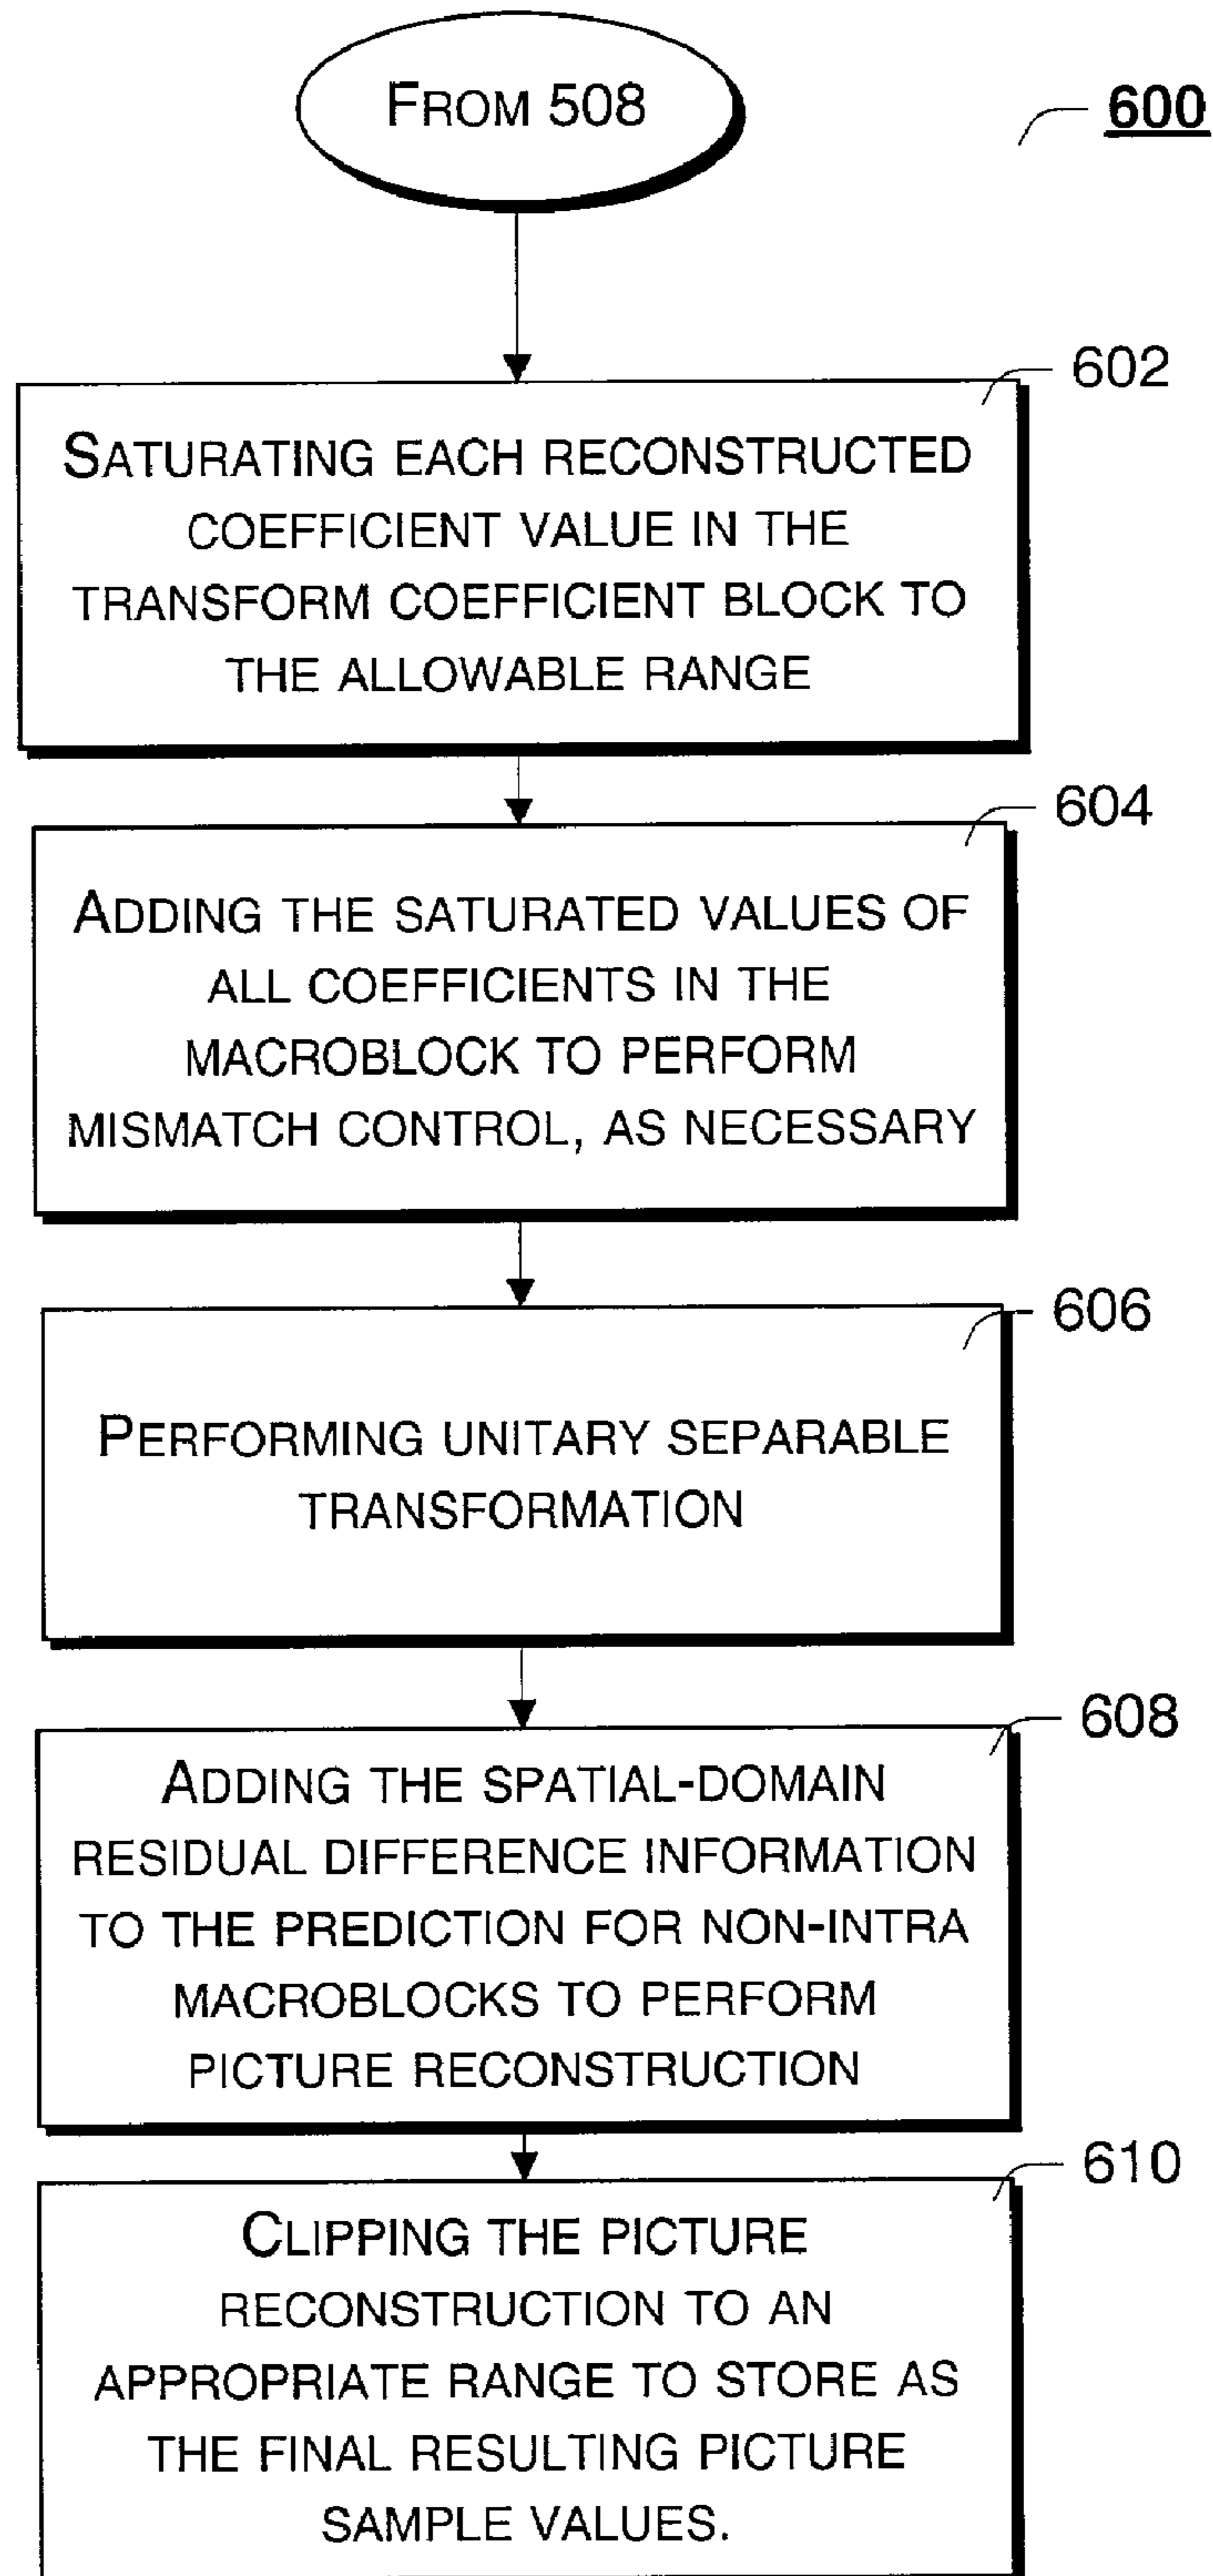 FROM 508
600
602
SATURATING EACH RECONSTRUCTED
COEFFICIENT VALUE IN THE
TRANSFORM COEFFICIENT BLOCK TO
THE ALLOWABLE RANGE
604
ADDING THE SATURATED VALUES OF
ALL COEFFICIENTS IN THE
MACROBLOCK TO PERFORM
MISMATCH CONTROL, AS NECESSARY
606
PERFORMING UNITARY SEPARABLE
TRANSFORMATION
608
ADDING THE SPATIAL-DOMAIN
RESIDUAL DIFFERENCE INFORMATION
TO THE PREDICTION FOR NON-INTRA
MACROBLOCKS TO PERFORM
PICTURE RECONSTRUCTION
610
CLIPPING THE PICTURE
RECONSTRUCTION TO AN
APPROPRIATE RANGE TO STORE AS
THE FINAL RESULTING PICTURE
SAMPLE VALUES.